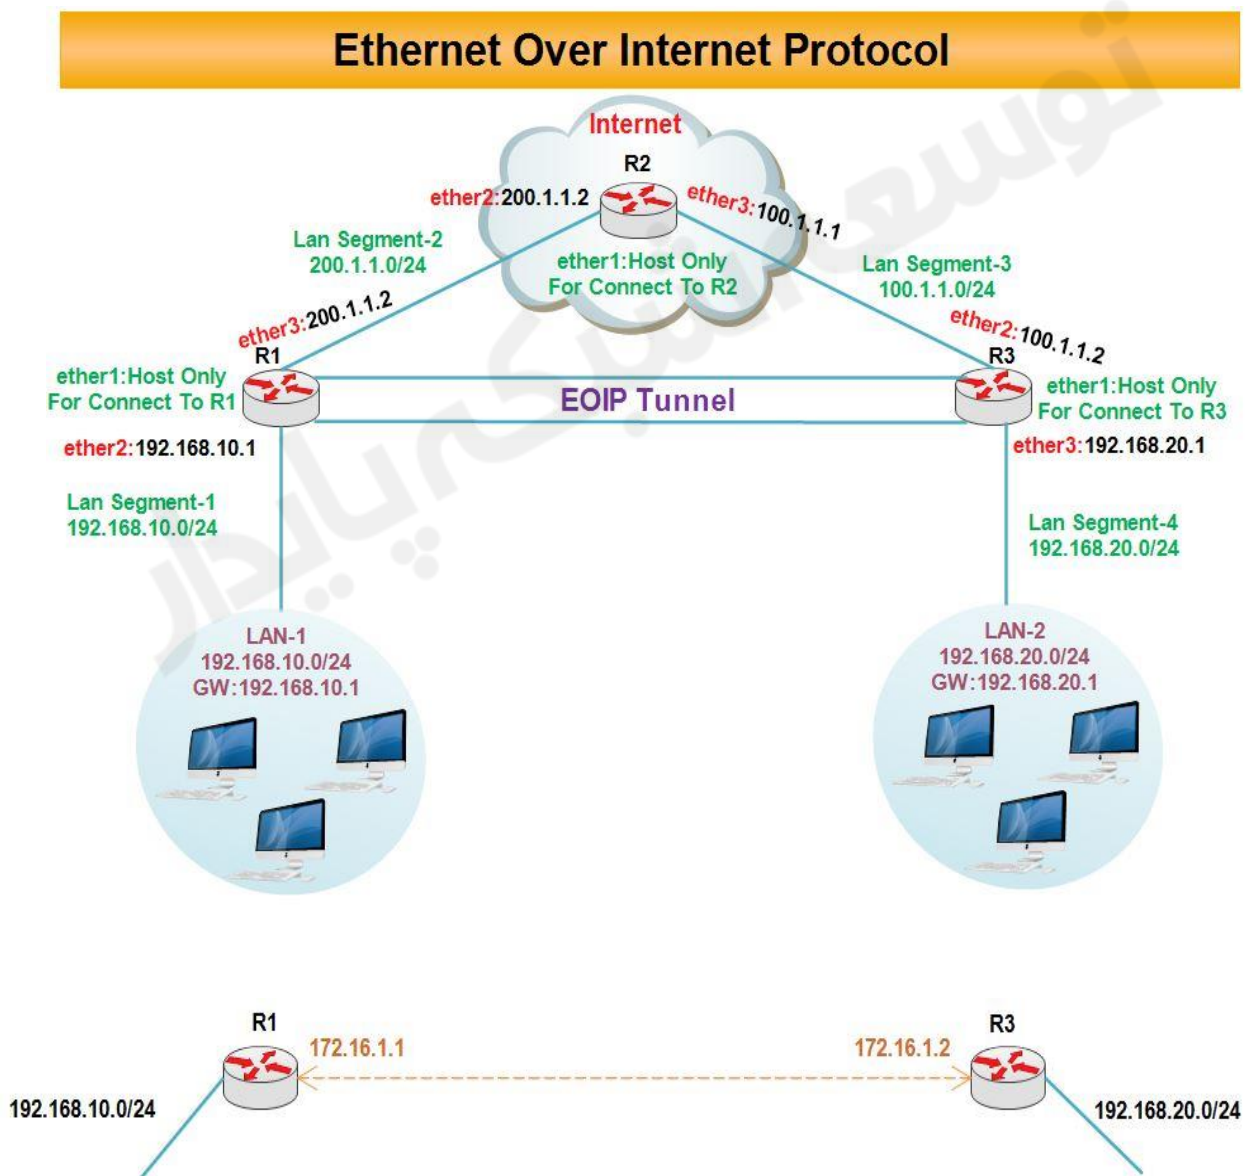 Ethernet Over Internet Protocol
Internet
R2
ether2:200.1.1.2
ether3:100.1.1.1
Lan Segment-2
200.1.1.0/24
ether1:Host Only
For Connect To R2
Lan Segment-3
100.1.1.0/24
ether3:200.1.1.2
ether2:100.1.1.2
R1
R3
ether1:Host Only
For Connect To R1
EOIP Tunnel
ether1:Host Only
For Connect To R3
ether2:192.168.10.1
ether3:192.168.20.1
Lan Segment-1
192.168.10.0/24
Lan Segment-4
192.168.20.0/24
LAN-1
192.168.10.0/24
GW:192.168.10.1
LAN-2
192.168.20.0/24
GW:192.168.20.1
R1
R3
172.16.1.1
172.16.1.2
192.168.10.0/24
192.168.20.0/24
توسعه شبکه پایدار